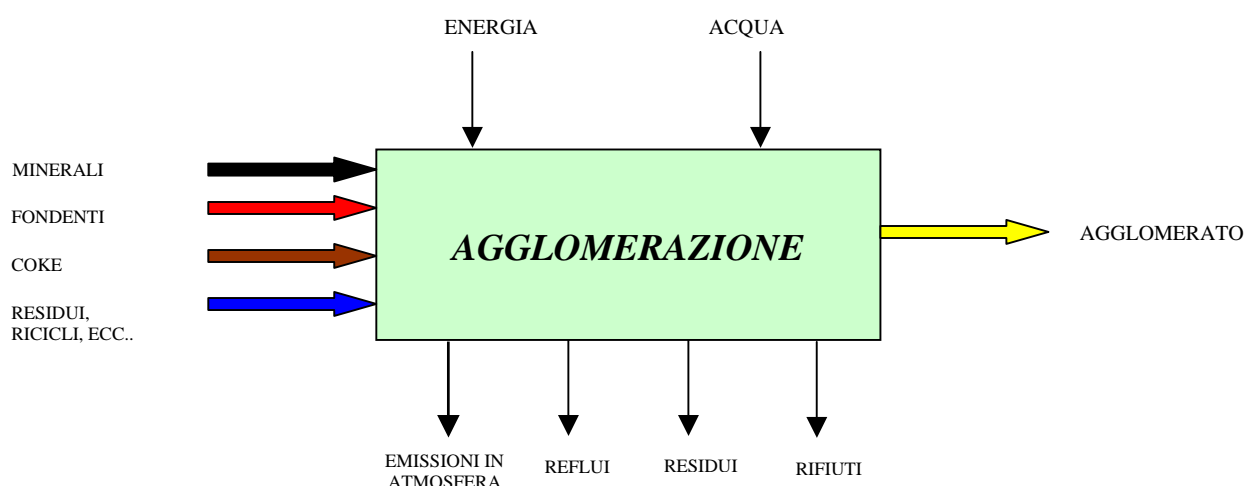 ENERGIA
ACQUA
MINERALI
FONDENTI
COKE
RESIDUI,
RICICLI, ECC..
AGGLOMERAZIONE
AGGLOMERATO
EMISSIONI IN
ATMOSFERA
REFLUI
RESIDUI
RIFIUTI